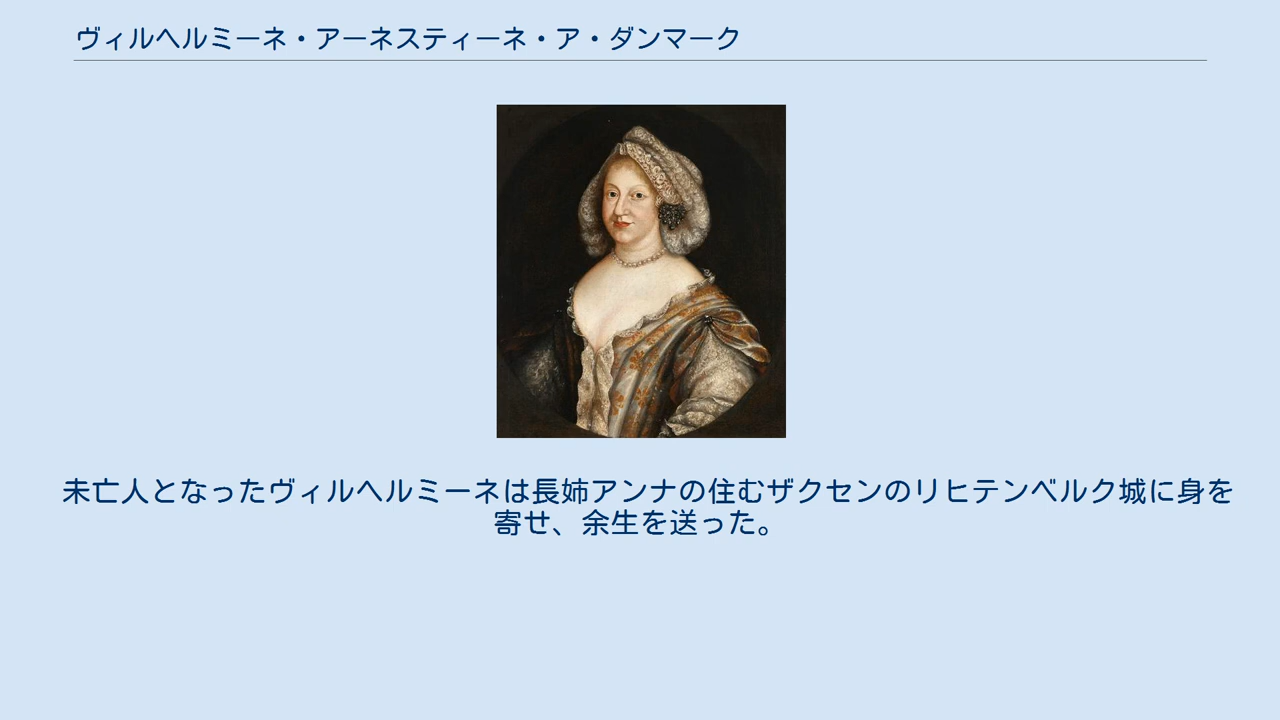 ヴィルヘルミーネ・アーネスティーネ・ア・ダンマーク
未亡人となったヴィルヘルミーネは長姉アンナの住むザクセンのリヒテンベルク城に身を
寄せ、余生を送った。